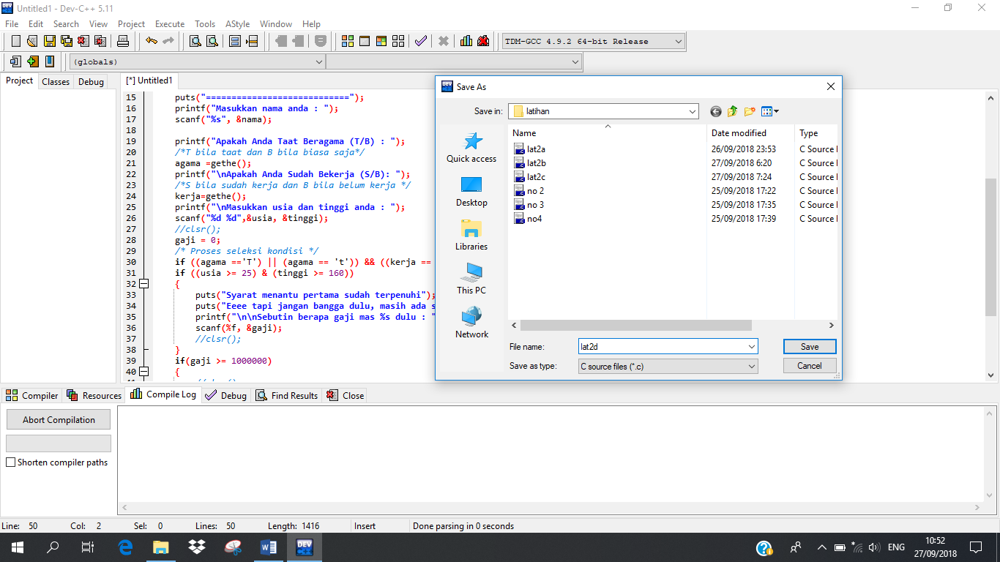 Untitled1 - Dev-C++ 5.11
File Edit Search View Project Execute Tools AStyle Window Help
TDM-GCC 4.9.2 64-bit Release
(globals)
Project Classes Debug
[*] Untitled1
15 puts("============================");
16 printf("Masukkan nama anda : ");
17 scanf("%s", &nama);
18
19 printf("Apakah Anda Taat Beragama (T/B) : ");
20 /*T bila taat dan B bila biasa saja*/
21 agama =gethe();
22 printf("\nApakah Anda Sudah Bekerja (S/B): ");
23 /*S bila sudah kerja dan B bila belum kerja */
24 kerja=gethe();
25 printf("\nMasukkan usia dan tinggi anda : ");
26 scanf("%d %d",&usia, &tinggi);
27 //clsr();
28 gaji = 0;
29 /* Proses seleksi kondisi */
30 if ((agama =='T') || (agama == 't')) && ((kerja ==
31 if ((usia >= 25) & (tinggi >= 160))
32 {
33 puts("Syarat menantu pertama sudah terpenuhi");
34 puts("Eeee tapi jangan bangga dulu, masih ada s
35 printf("\n\nSebutin berapa gaji mas %s dulu : "
36 scanf(%f, &gaji);
37 //clsr();
38 }
39 if(gaji >= 1000000)
40 {
Save As
Save in: latihan
Quick access
Desktop
Libraries
This PC
Network
Name Date modified Type
lat2a 26/09/2018 23:53 C Source
lat2b 27/09/2018 6:20 C Source
lat2c 27/09/2018 7:24 C Source
no 2 25/09/2018 17:22 C Source
no 3 25/09/2018 17:35 C Source
no4 25/09/2018 17:39 C Source
File name: lat2d Save
Save as type: C source files (*.c) Cancel
Compiler Resources Compile Log Debug Find Results Close
Abort Compilation
Shorten compiler paths
Line: 50 Col: 2 Sel: 0 Lines: 50 Length: 1416 Insert Done parsing in 0 seconds
ENG
10:52
27/09/2018